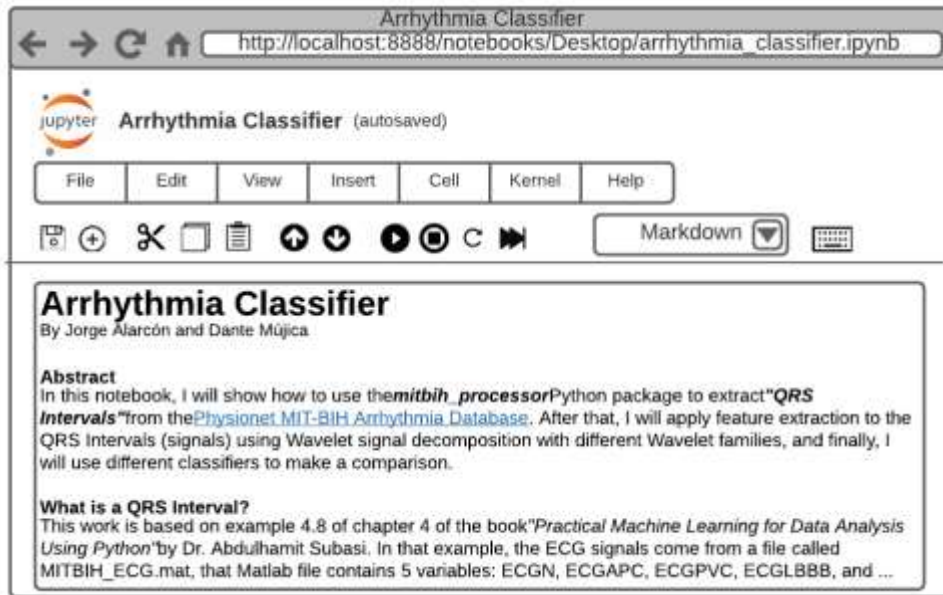 Arrhythmia Classifier
http://localhost:8888/notebooks/Desktop/arrhythmia_classifier.ipynb
jupyter Arrhythmia Classifier (autosaved)
File Edit View Insert Cell Kernel Help
Markdown
Arrhythmia Classifier
By Jorge Alarcón and Dante Mújica
Abstract
In this notebook, I will show how to use themitbih_processorPython package to extract"QRS
Intervals"from thePhysionet MIT-BIH Arrhythmia Database. After that, I will apply feature extraction to the
QRS Intervals (signals) using Wavelet signal decomposition with different Wavelet families, and finally, I
will use different classifiers to make a comparison.
What is a QRS Interval?
This work is based on example 4.8 of chapter 4 of the book"Practical Machine Learning for Data Analysis
Using Python"by Dr. Abdulhamit Subasi. In that example, the ECG signals come from a file called
MITBIH_ECG.mat, that Matlab file contains 5 variables: ECGN, ECGAPC, ECGPVC, ECGLBBB, and ...